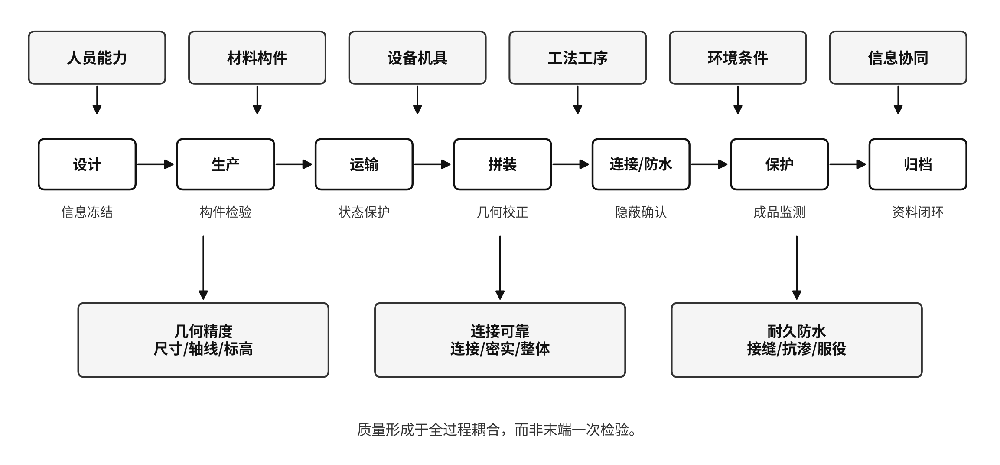 人员能力
材料构件
设备机具
工法工序
环境条件
信息协同
设计
生产
运输
拼装
连接/防水
保护
归档
信息冻结
构件检验
状态保护
几何校正
隐蔽确认
成品监测
资料闭环
几何精度
尺寸/轴线/标高
连接可靠
连接/密实/整体
耐久防水
接缝/抗渗/服役
质量形成于全过程耦合，而非末端一次检验。